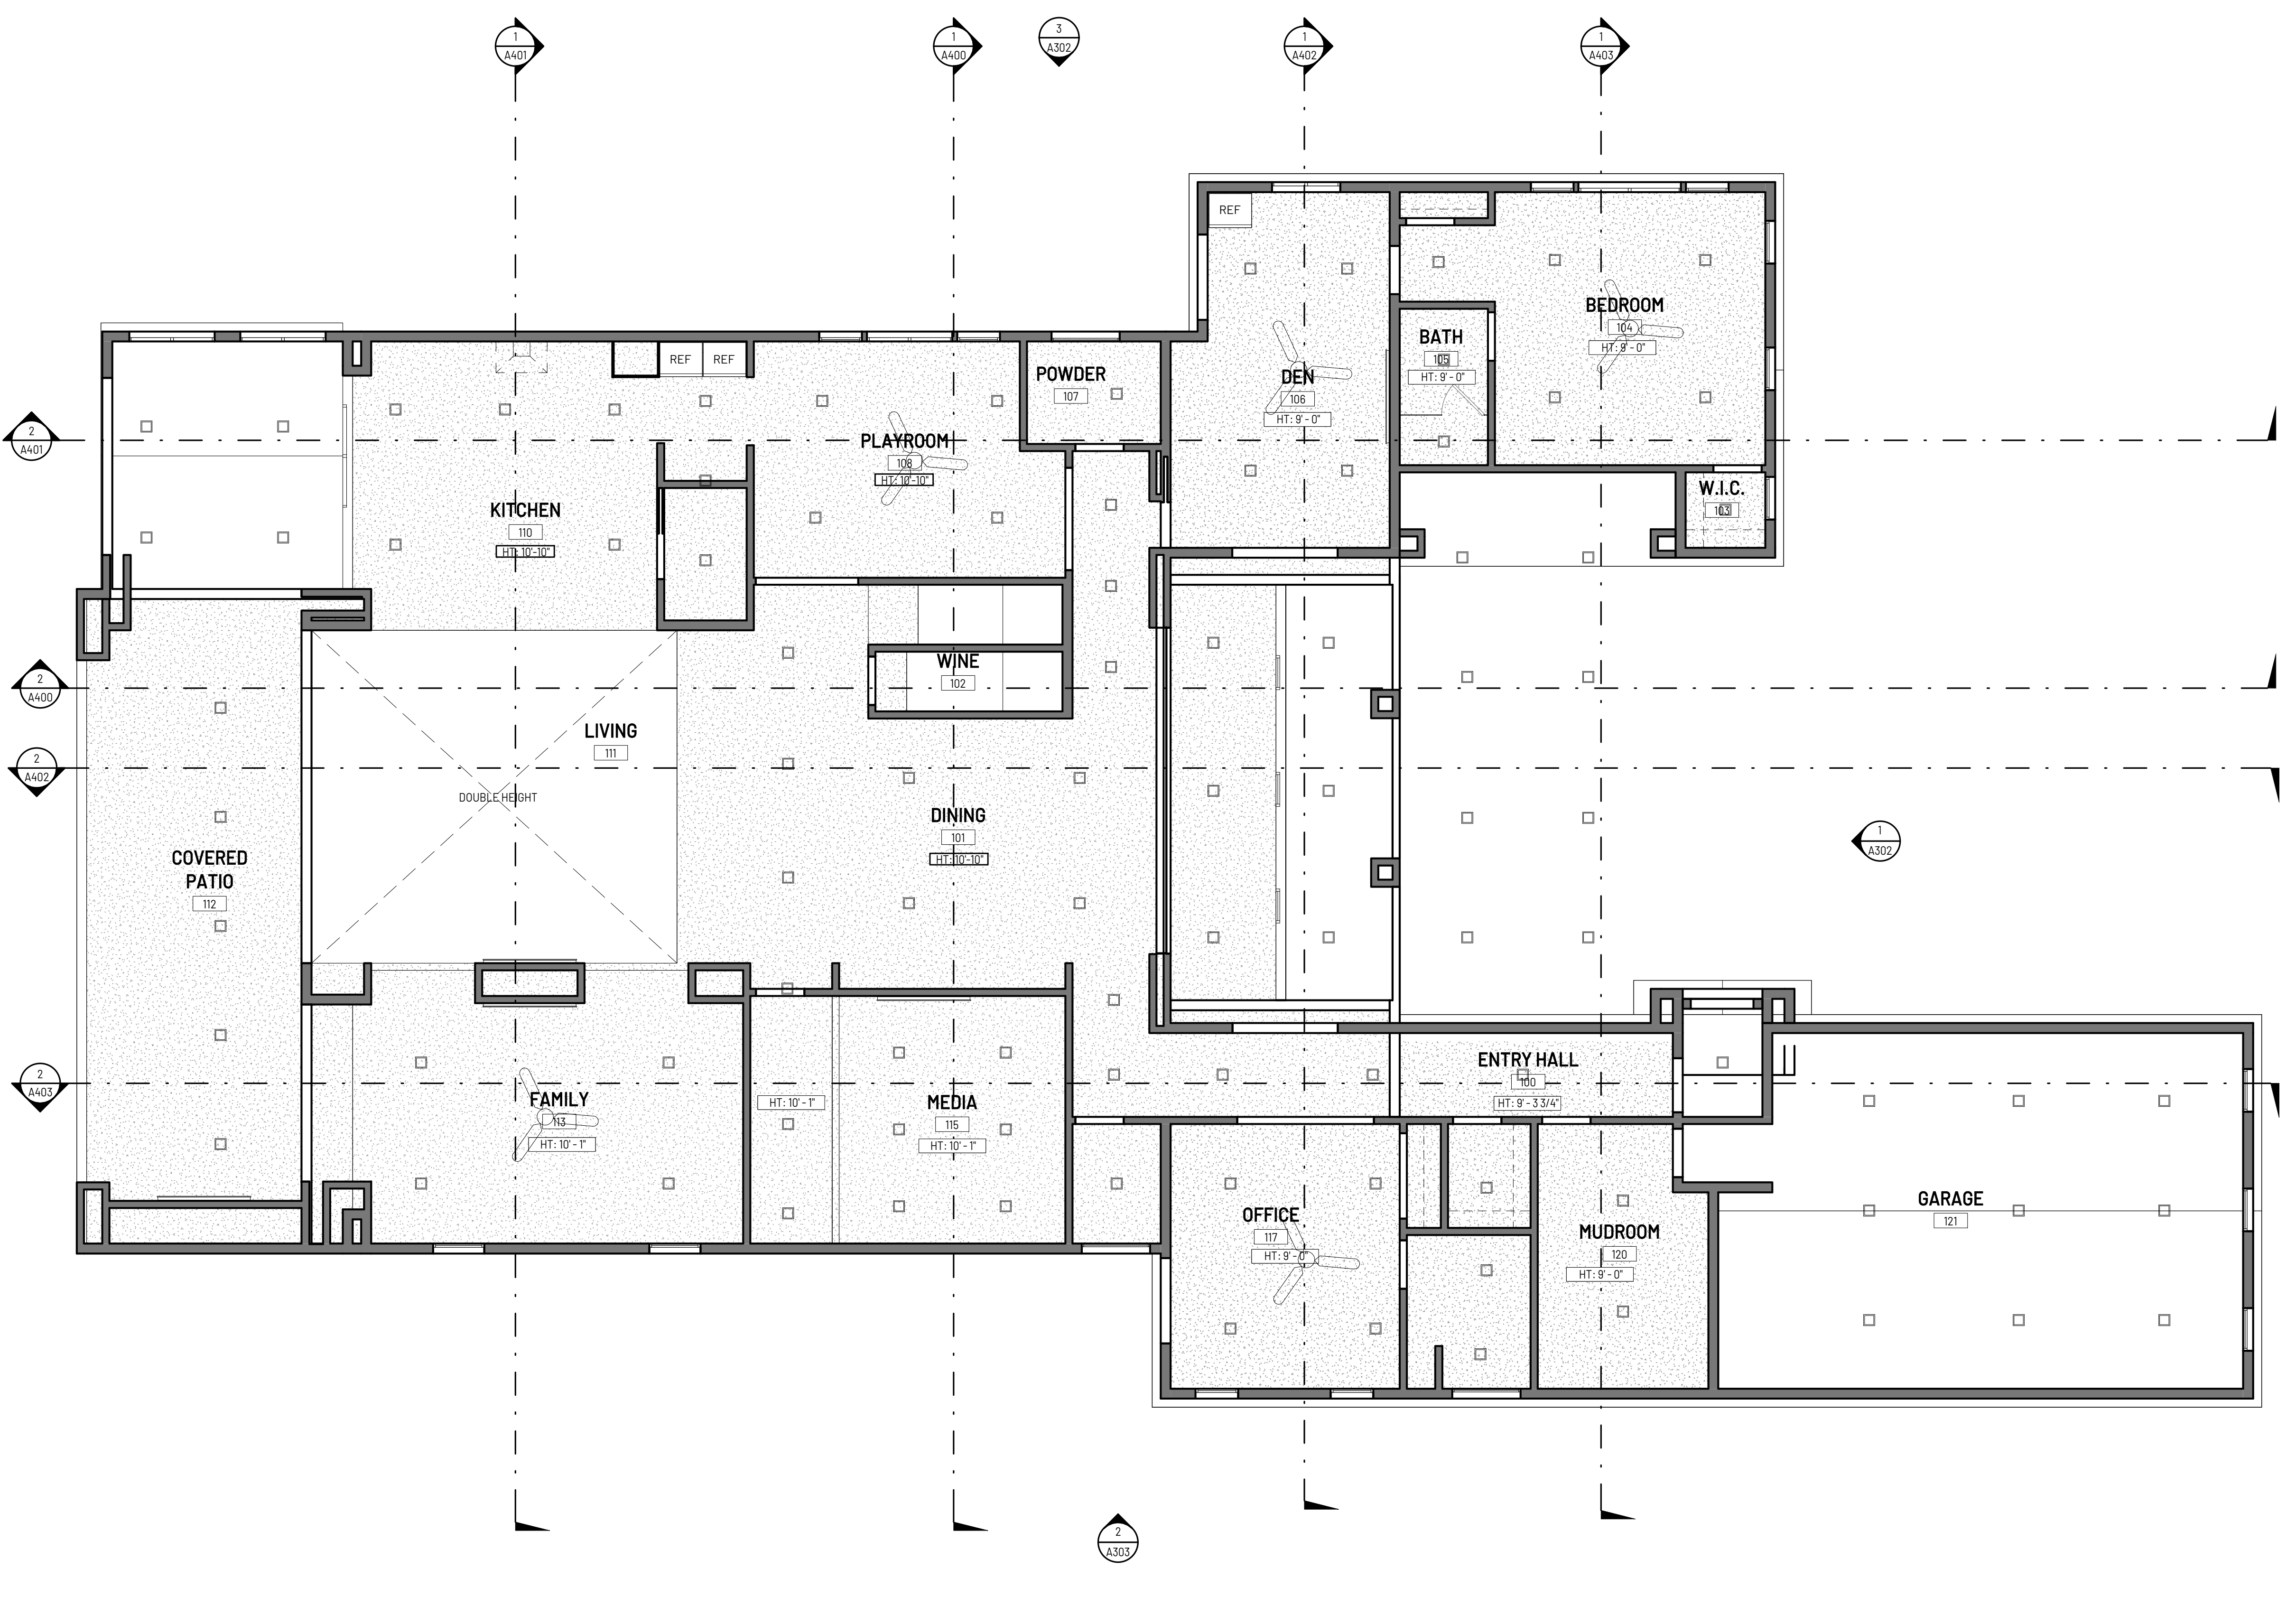 1
A401
1
A400
3
A302
1
A402
1
A403
REF
BEDROOM
104
HT: 9' - 0"
BATH
105
HT: 9' - 0"
REF
REF
POWDER
107
DEN
106
HT: 9' - 0"
2
A401
PLAYROOM
108
HT: 10'-10"
W.I.C.
103
KITCHEN
110
HT: 10'-10"
WINE
102
2
A400
LIVING
111
2
A402
DOUBLE HEIGHT
DINING
101
HT: 10'-10"
1
A302
COVERED
PATIO
112
2
A403
ENTRY HALL
100
HT: 9' - 3 3/4"
FAMILY
113
HT: 10' - 1"
HT: 10' - 1"
MEDIA
115
HT: 10' - 1"
GARAGE
121
OFFICE
117
HT: 9' - 0"
MUDROOM
120
HT: 9' - 0"
2
A303